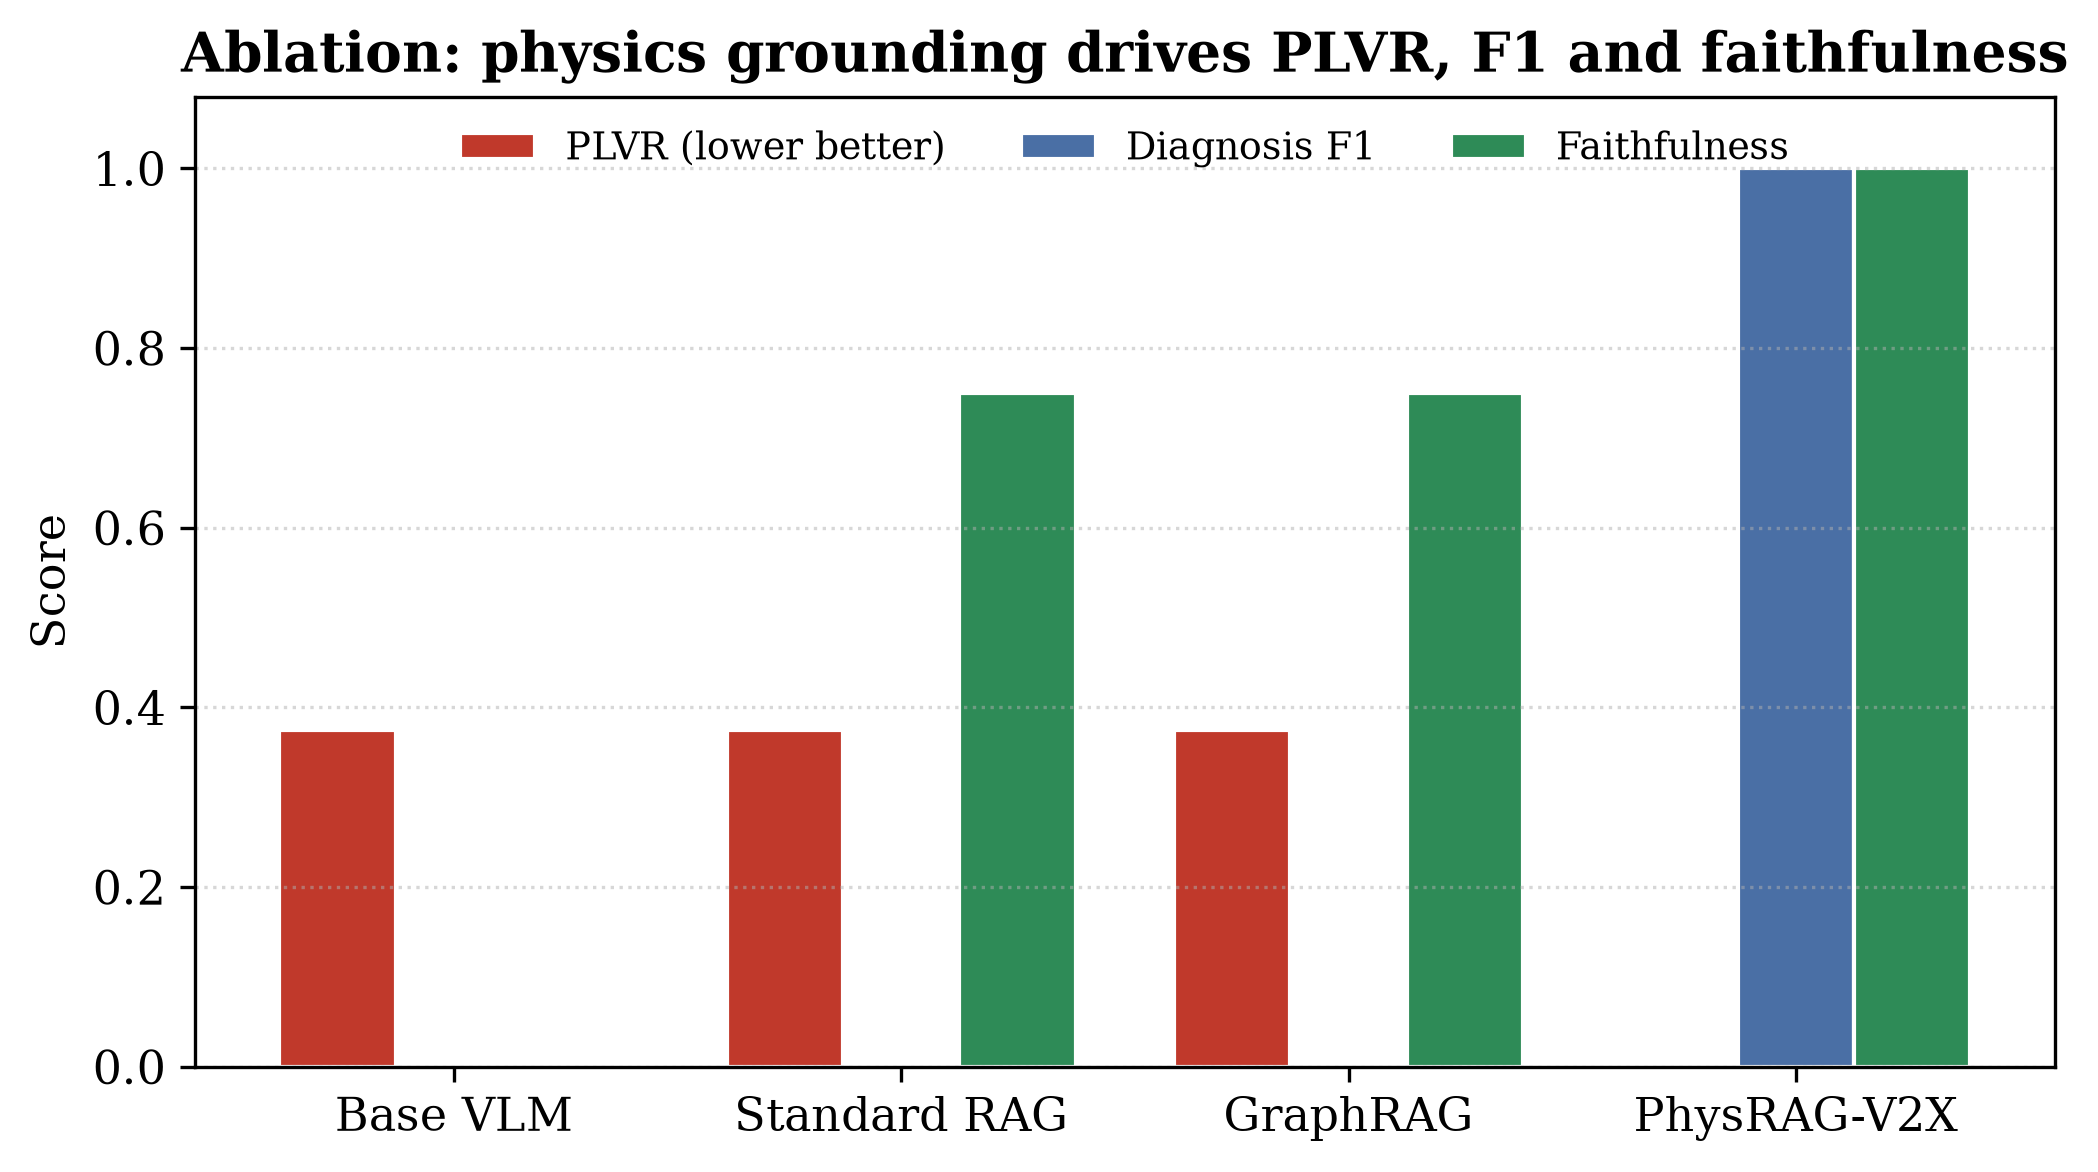 Ablation: physics grounding drives PLVR, F1 and faithfulness
PLVR (lower better)
Diagnosis F1
Faithfulness
Score
1.0
0.8
0.6
0.4
0.2
0.0
Base VLM
Standard RAG
GraphRAG
PhysRAG-V2X